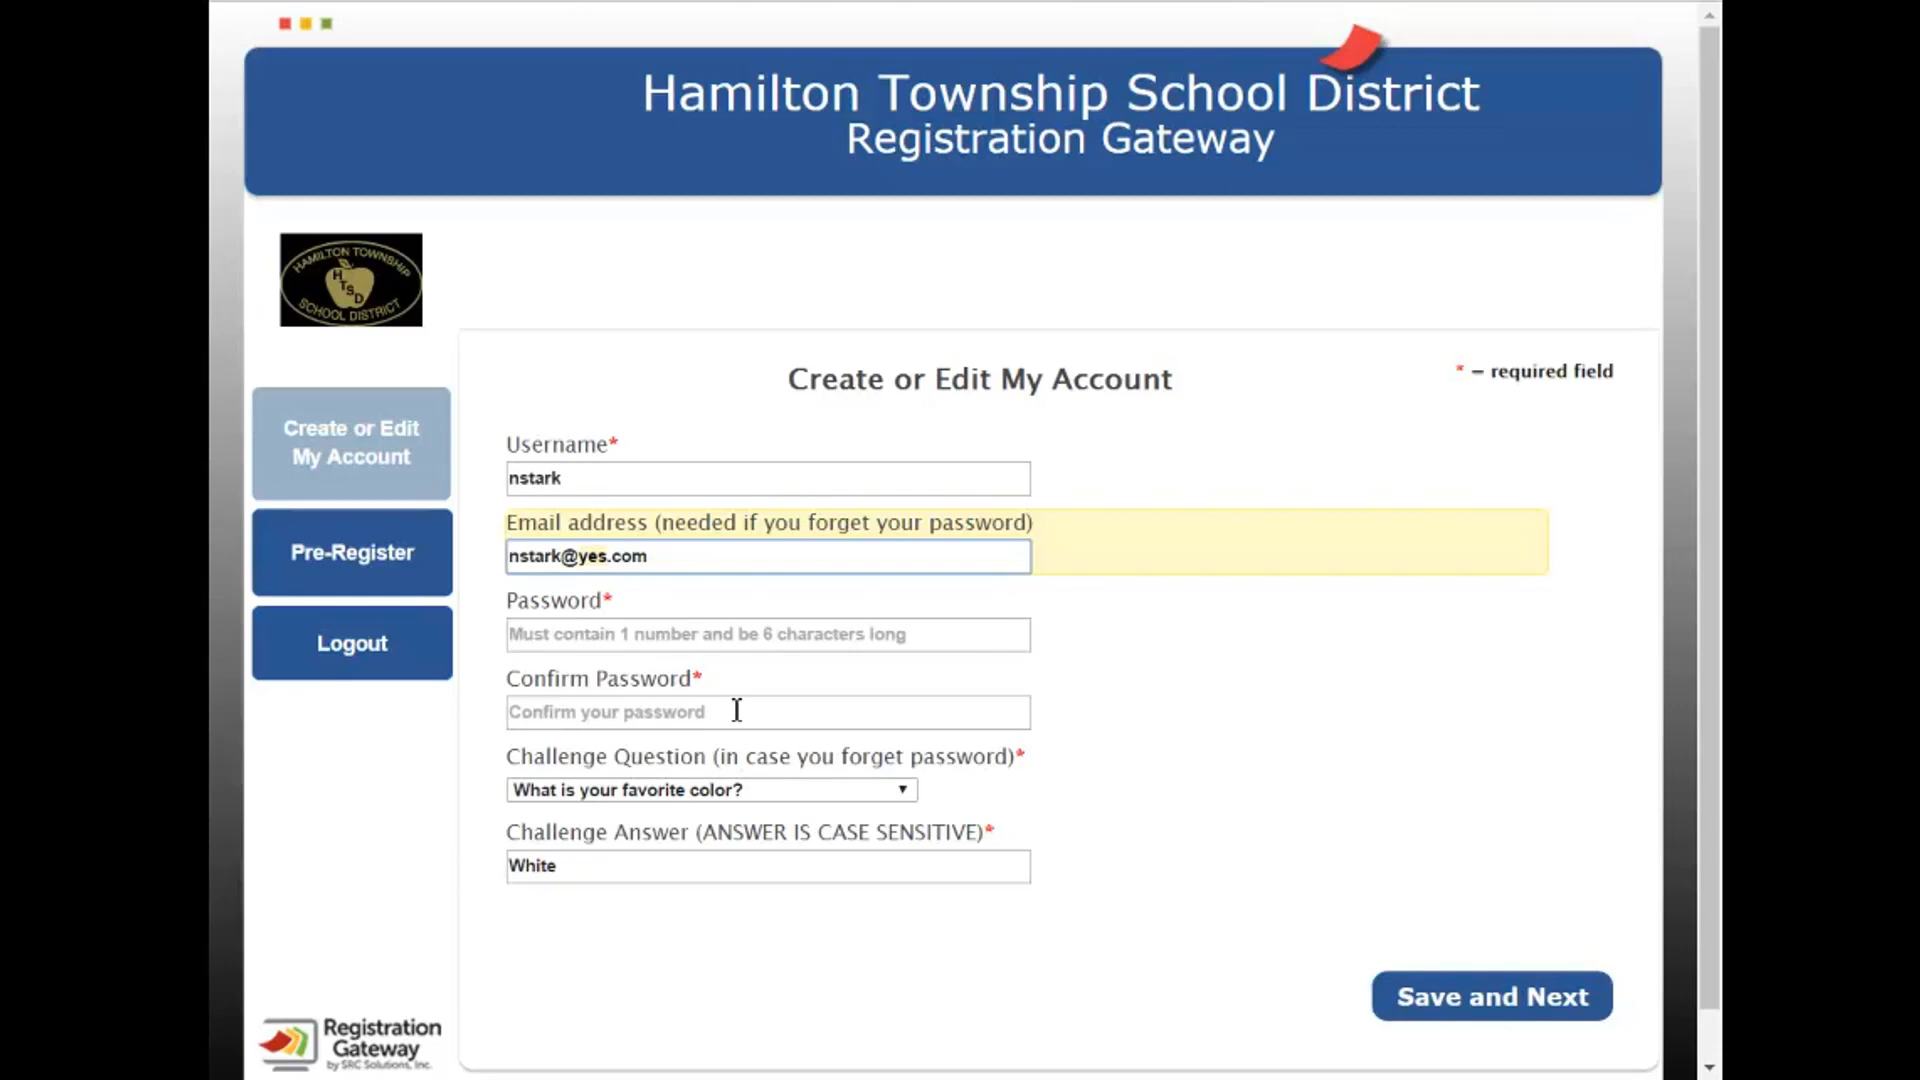 Hamilton Township School District
Registration Gateway
HAMILTON TOWNSHIP
H
T
S
D
SCHOOL DISTRICT
Create or Edit My Account
* – required field
Create or Edit
My Account
Pre-Register
Logout
Username*
nstark
Email address (needed if you forget your password)
nstark@yes.com
Password*
Must contain 1 number and be 6 characters long
Confirm Password*
Confirm your password
Challenge Question (in case you forget password)*
What is your favorite color?
Challenge Answer (ANSWER IS CASE SENSITIVE)*
White
Save and Next
Registration
Gateway
by SRC Solutions, Inc.